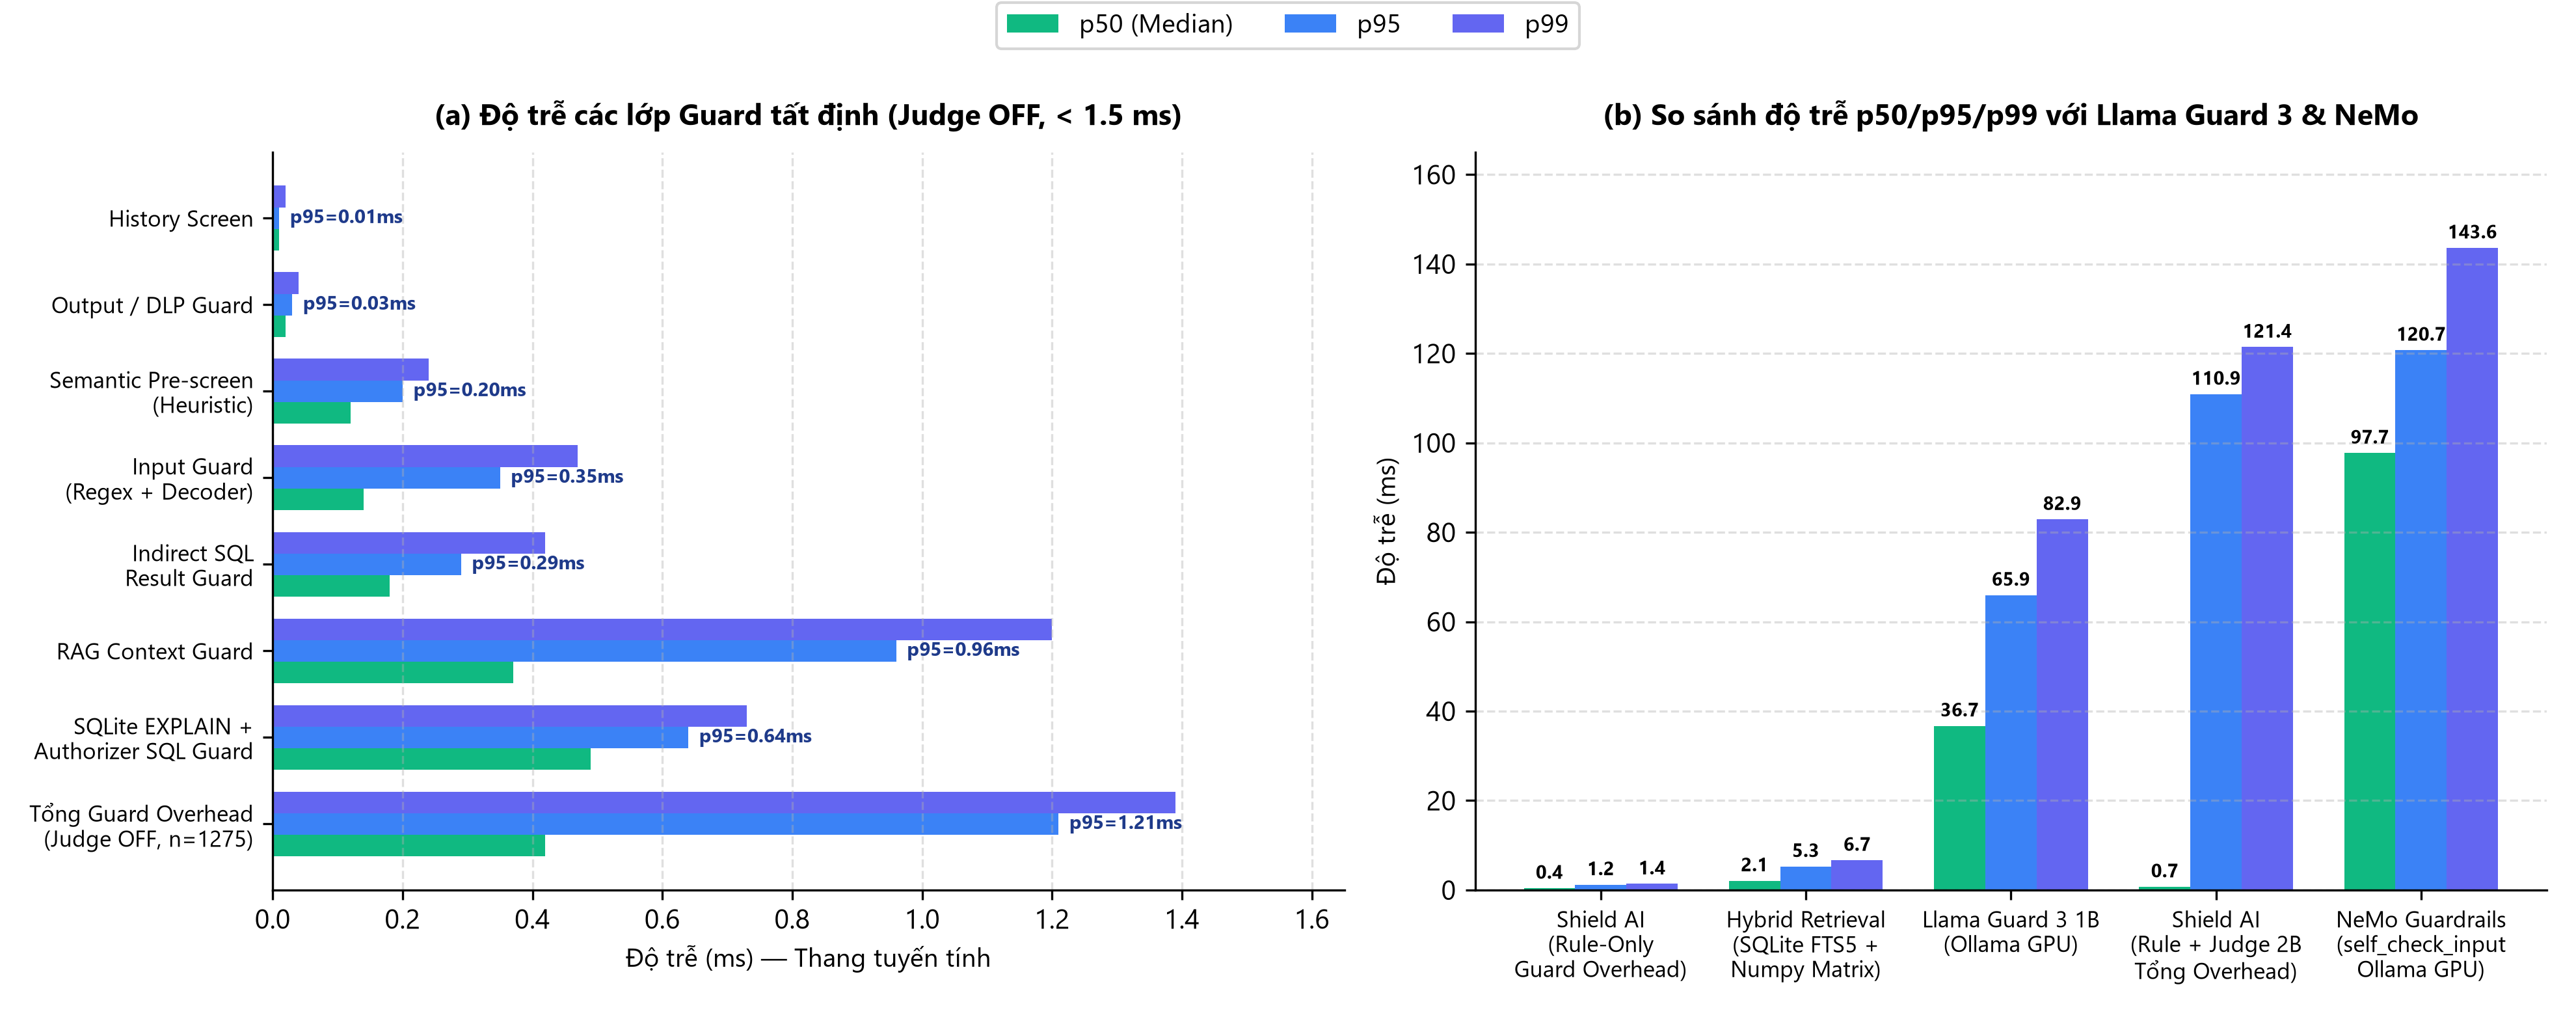 p50 (Median)
p95
p99
(a) Độ trễ các lớp Guard tất định (Judge OFF, < 1.5 ms)
History Screen
p95=0.01ms
Output / DLP Guard
p95=0.03ms
Semantic Pre-screen
(Heuristic)
p95=0.20ms
Input Guard
(Regex + Decoder)
p95=0.35ms
Indirect SQL
Result Guard
p95=0.29ms
RAG Context Guard
p95=0.96ms
SQLite EXPLAIN +
Authorizer SQL Guard
p95=0.64ms
Tổng Guard Overhead
(Judge OFF, n=1275)
p95=1.21ms
0.0 0.2 0.4 0.6 0.8 1.0 1.2 1.4 1.6
Độ trễ (ms) — Thang tuyến tính
(b) So sánh độ trễ p50/p95/p99 với Llama Guard 3 & NeMo
Độ trễ (ms)
160
140
120
100
80
60
40
20
0
0.4 1.2 1.4
2.1 5.3 6.7
36.7 65.9 82.9
0.7 110.9 121.4
97.7 120.7 143.6
Shield AI
(Rule-Only
Guard Overhead)
Hybrid Retrieval
(SQLite FTS5 +
Numpy Matrix)
Llama Guard 3 1B
(Ollama GPU)
Shield AI
(Rule + Judge 2B
Tổng Overhead)
NeMo Guardrails
(self_check_input
Ollama GPU)